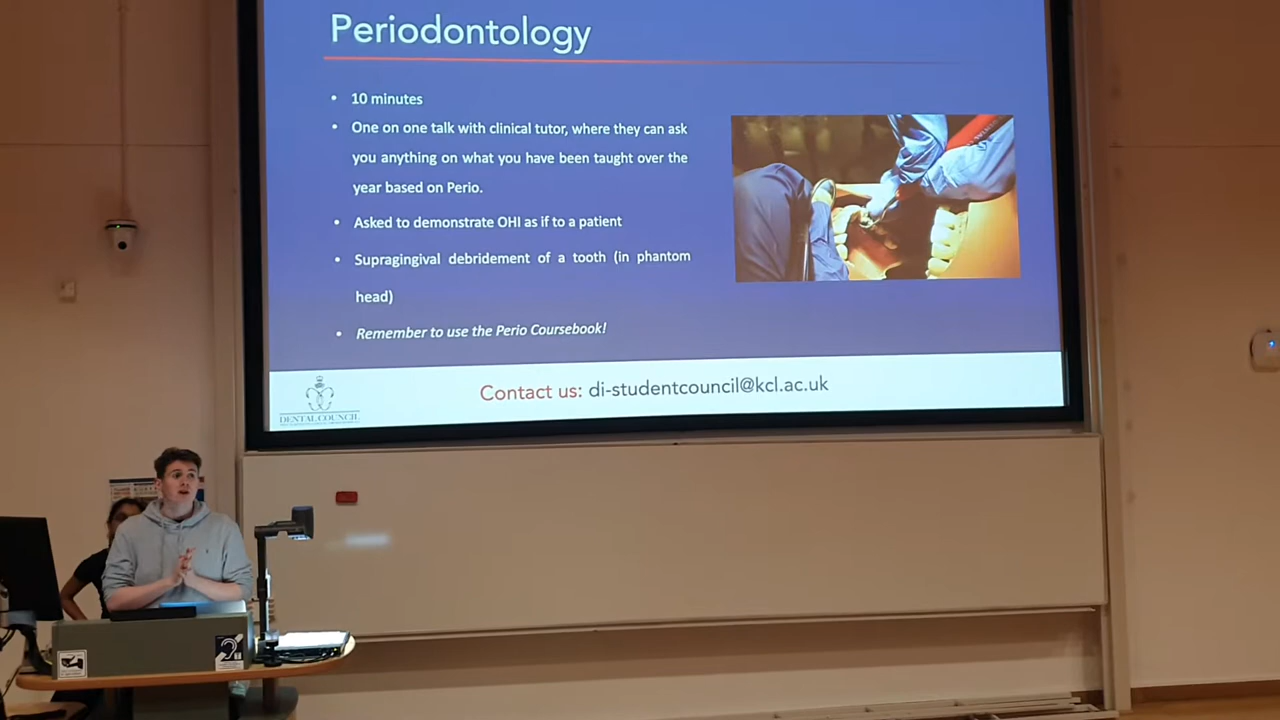 Periodontology
• 10 minutes
• One on one talk with clinical tutor, where they can ask
you anything on what you have been taught over the
year based on Perio.
• Asked to demonstrate OHI as if to a patient
• Supragingival debridement of a tooth (in phantom
head)
• Remember to use the Perio Coursebook!
DENTAL COUNCIL
Contact us: di-studentcouncil@kcl.ac.uk